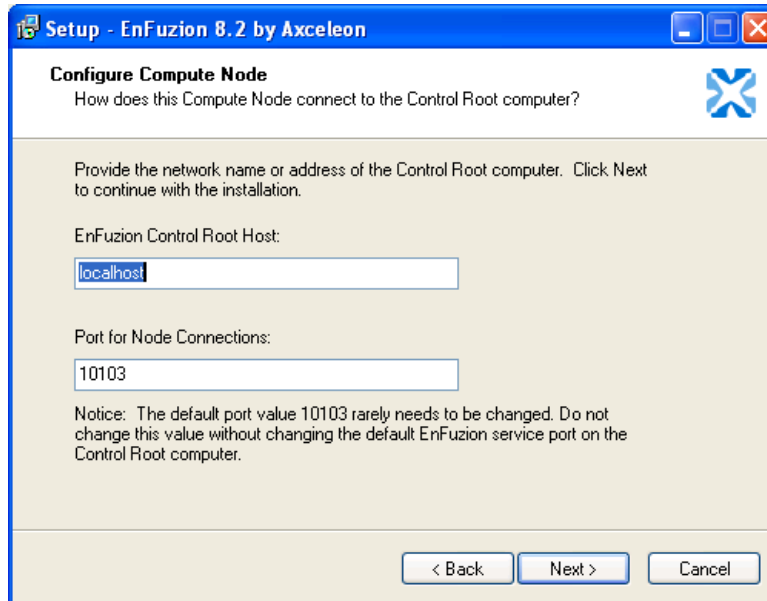 Setup - EnFuzion 8.2 by Axceleon
Configure Compute Node
How does this Compute Node connect to the Control Root computer?
Provide the network name or address of the Control Root computer.  Click Next
to continue with the installation.
EnFuzion Control Root Host:
localhost
Port for Node Connections:
10103
Notice:  The default port value 10103 rarely needs to be changed. Do not
change this value without changing the default EnFuzion service port on the
Control Root computer.
< Back
Next >
Cancel